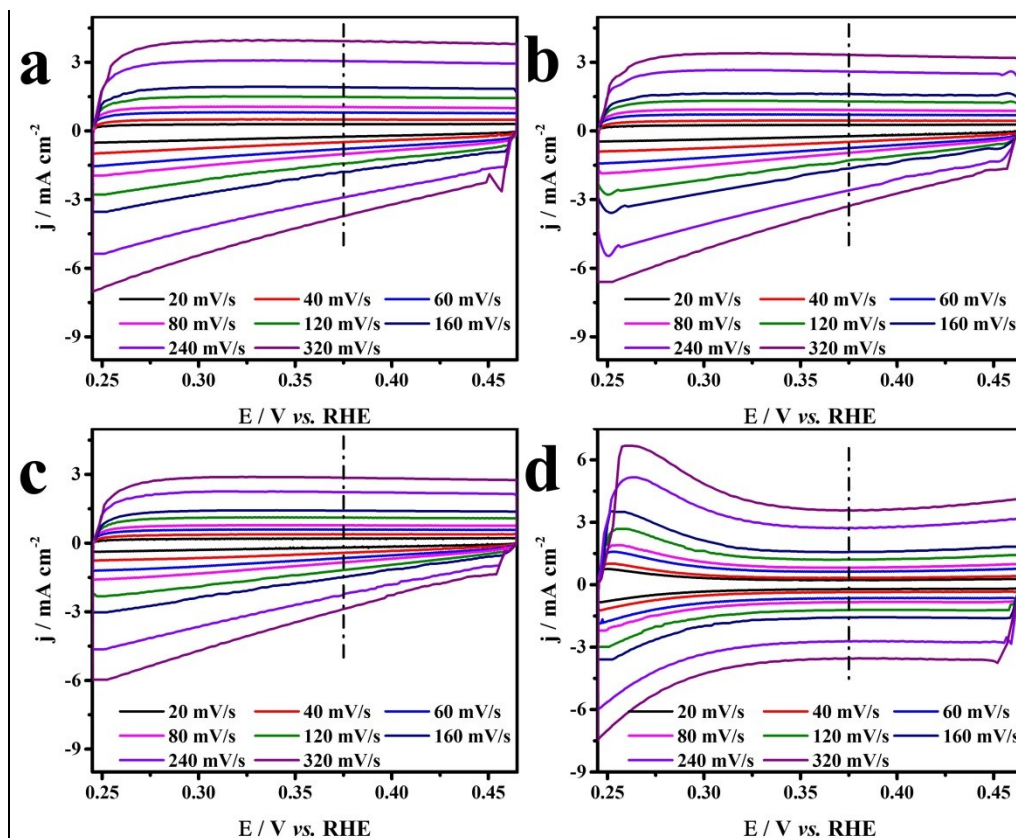 a
3
0
-3
-6
-9
j / mA cm⁻²
20 mV/s 40 mV/s 60 mV/s
80 mV/s 120 mV/s 160 mV/s
240 mV/s 320 mV/s
0.25 0.30 0.35 0.40 0.45
E / V vs. RHE
b
3
0
-3
-6
-9
j / mA cm⁻²
20 mV/s 40 mV/s 60 mV/s
80 mV/s 120 mV/s 160 mV/s
240 mV/s 320 mV/s
0.25 0.30 0.35 0.40 0.45
E / V vs. RHE
c
3
0
-3
-6
-9
j / mA cm⁻²
20 mV/s 40 mV/s 60 mV/s
80 mV/s 120 mV/s 160 mV/s
240 mV/s 320 mV/s
0.25 0.30 0.35 0.40 0.45
E / V vs. RHE
d
6
3
0
-3
-6
-9
j / mA cm⁻²
20 mV/s 40 mV/s 60 mV/s
80 mV/s 120 mV/s 160 mV/s
240 mV/s 320 mV/s
0.25 0.30 0.35 0.40 0.45
E / V vs. RHE